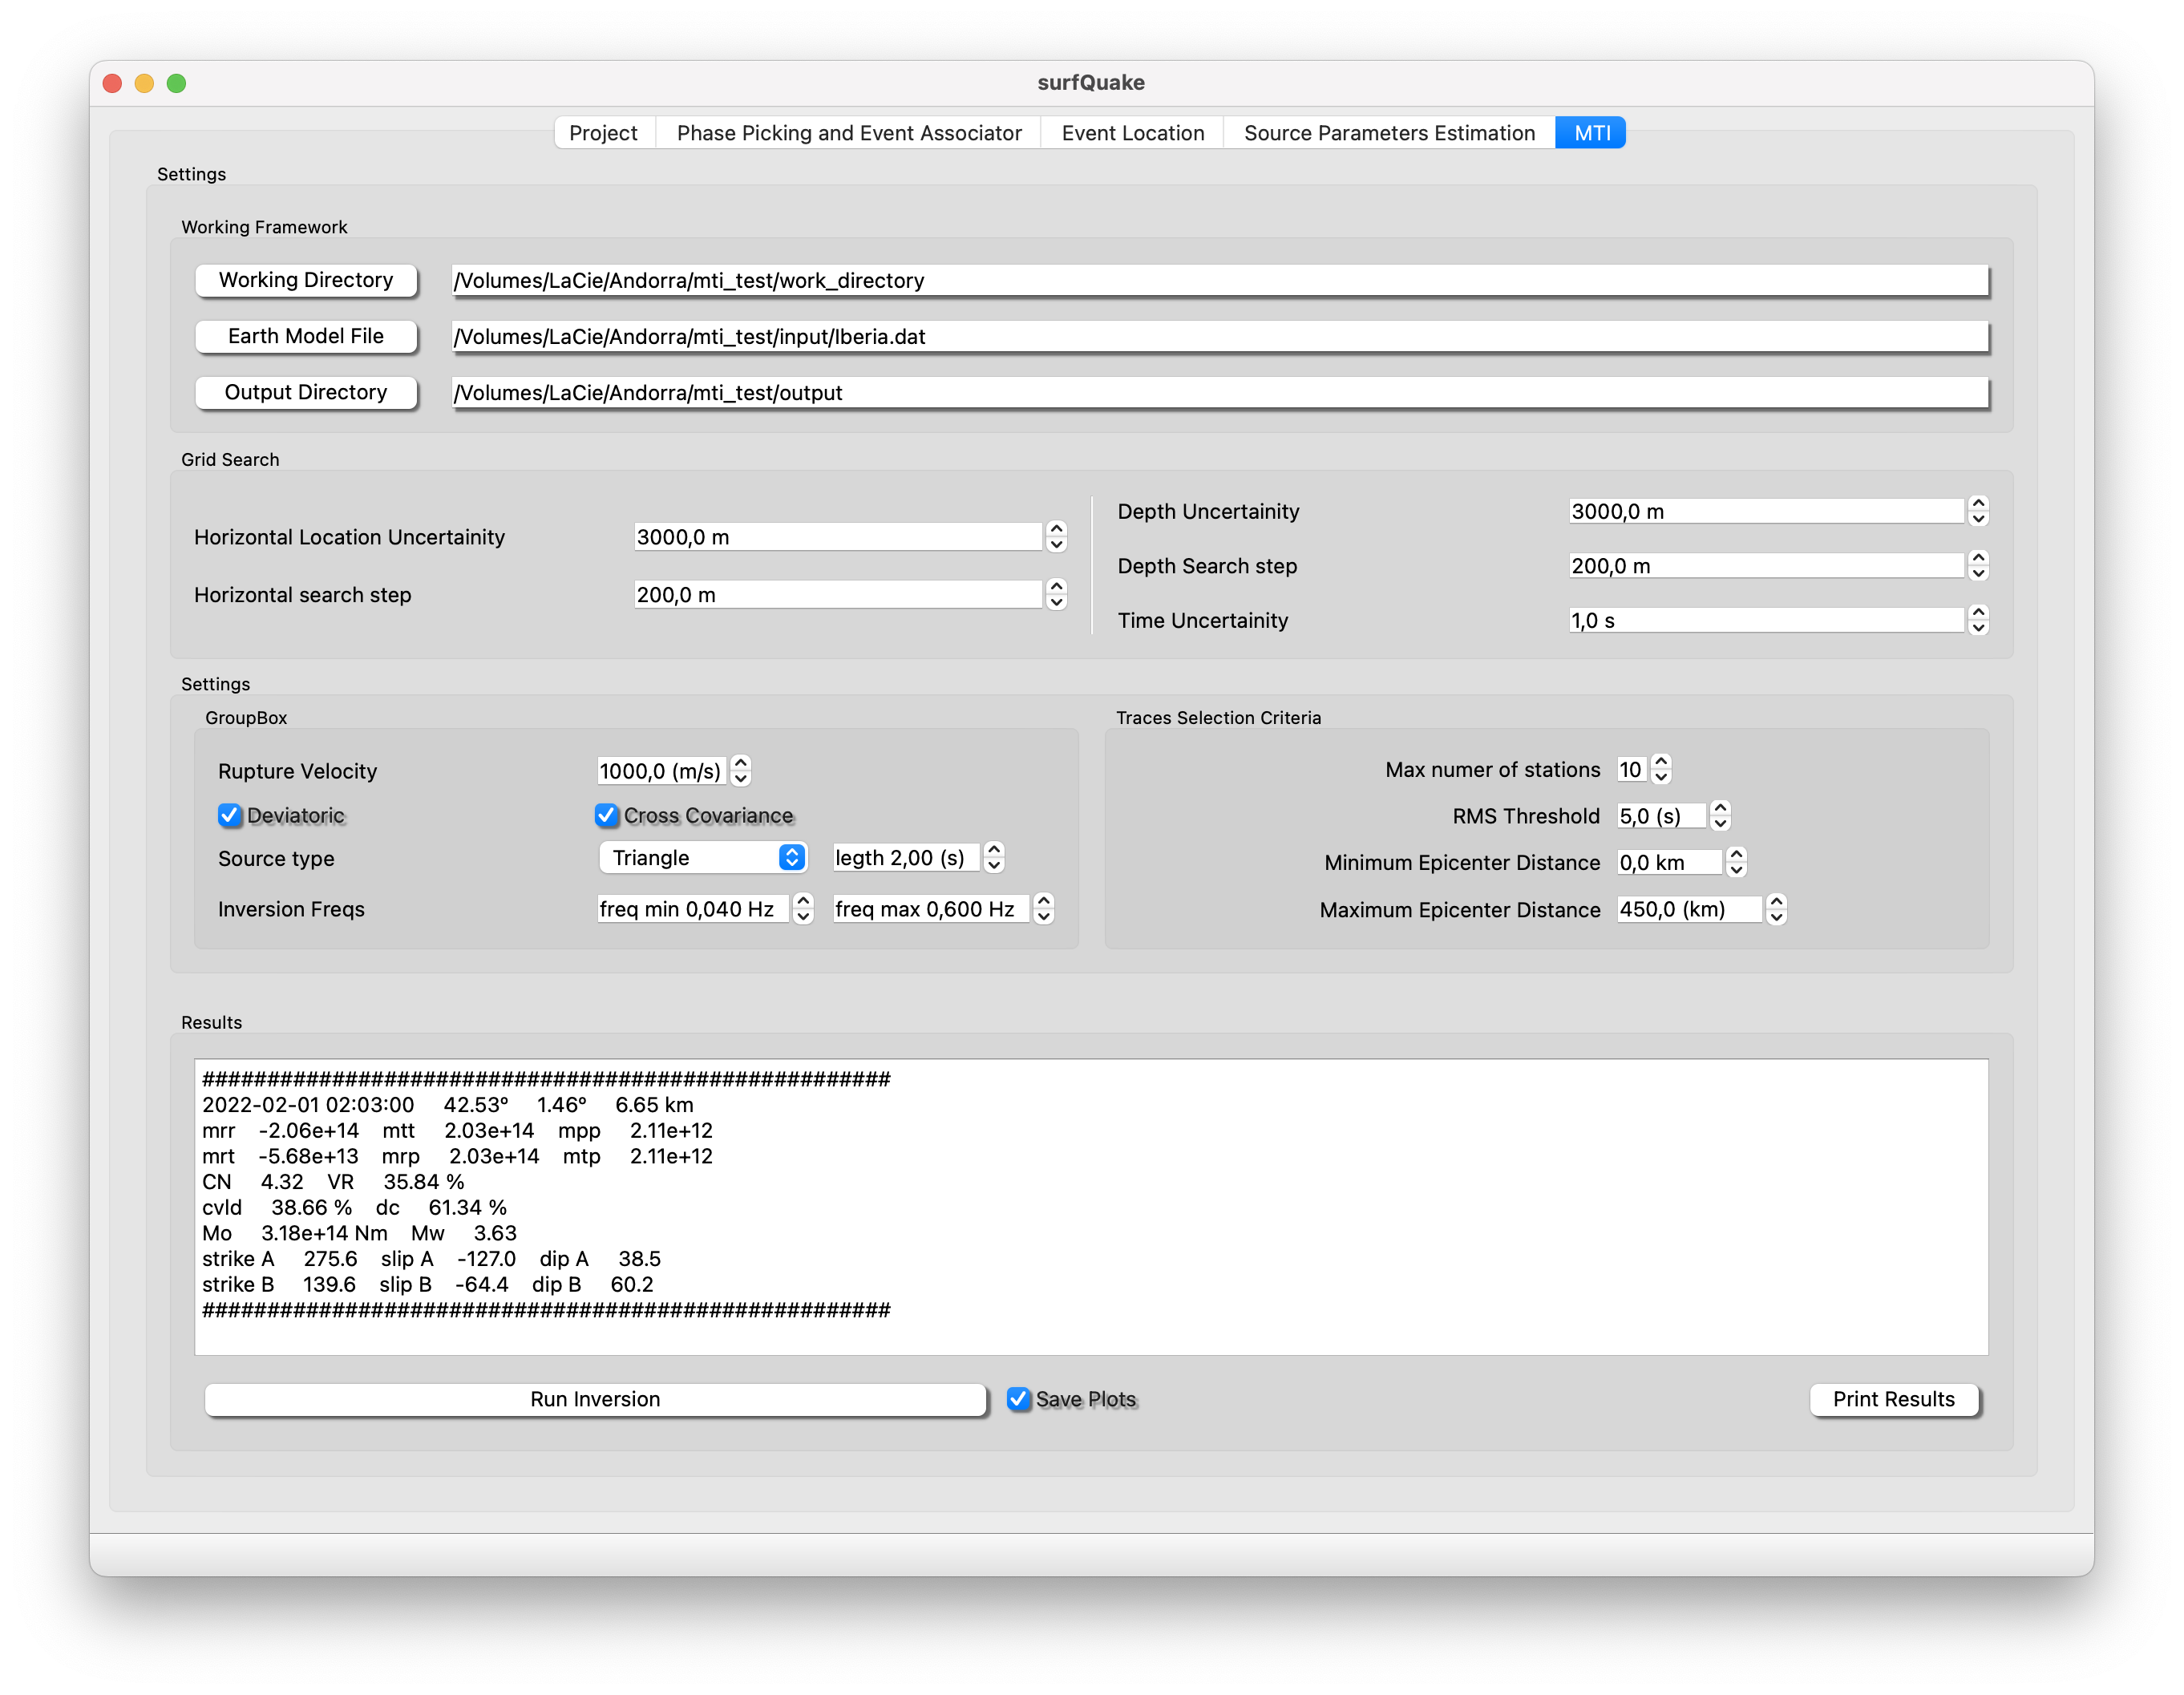 surfQuake
Project Phase Picking and Event Associator Event Location Source Parameters Estimation MTI
Settings
Working Framework
Working Directory /Volumes/LaCie/Andorra/mti_test/work_directory
Earth Model File /Volumes/LaCie/Andorra/mti_test/input/Iberia.dat
Output Directory /Volumes/LaCie/Andorra/mti_test/output
Grid Search
Horizontal Location Uncertainity 3000,0 m
Horizontal search step 200,0 m
Depth Uncertainity 3000,0 m
Depth Search step 200,0 m
Time Uncertainity 1,0 s
Settings
GroupBox
Rupture Velocity 1000,0 (m/s)
Deviatoric Cross Covariance
Source type Triangle legth 2,00 (s)
Inversion Freqs freq min 0,040 Hz freq max 0,600 Hz
Traces Selection Criteria
Max numer of stations 10
RMS Threshold 5,0 (s)
Minimum Epicenter Distance 0,0 km
Maximum Epicenter Distance 450,0 (km)
Results
#####################################################
2022-02-01 02:03:00 42.53º 1.46º 6.65 km
mrr -2.06e+14 mtt 2.03e+14 mpp 2.11e+12
mrt -5.68e+13 mrp 2.03e+14 mtp 2.11e+12
CN 4.32 VR 35.84 %
cvld 38.66 % dc 61.34 %
Mo 3.18e+14 Nm Mw 3.63
strike A 275.6 slip A -127.0 dip A 38.5
strike B 139.6 slip B -64.4 dip B 60.2
#####################################################
Run Inversion Save Plots Print Results